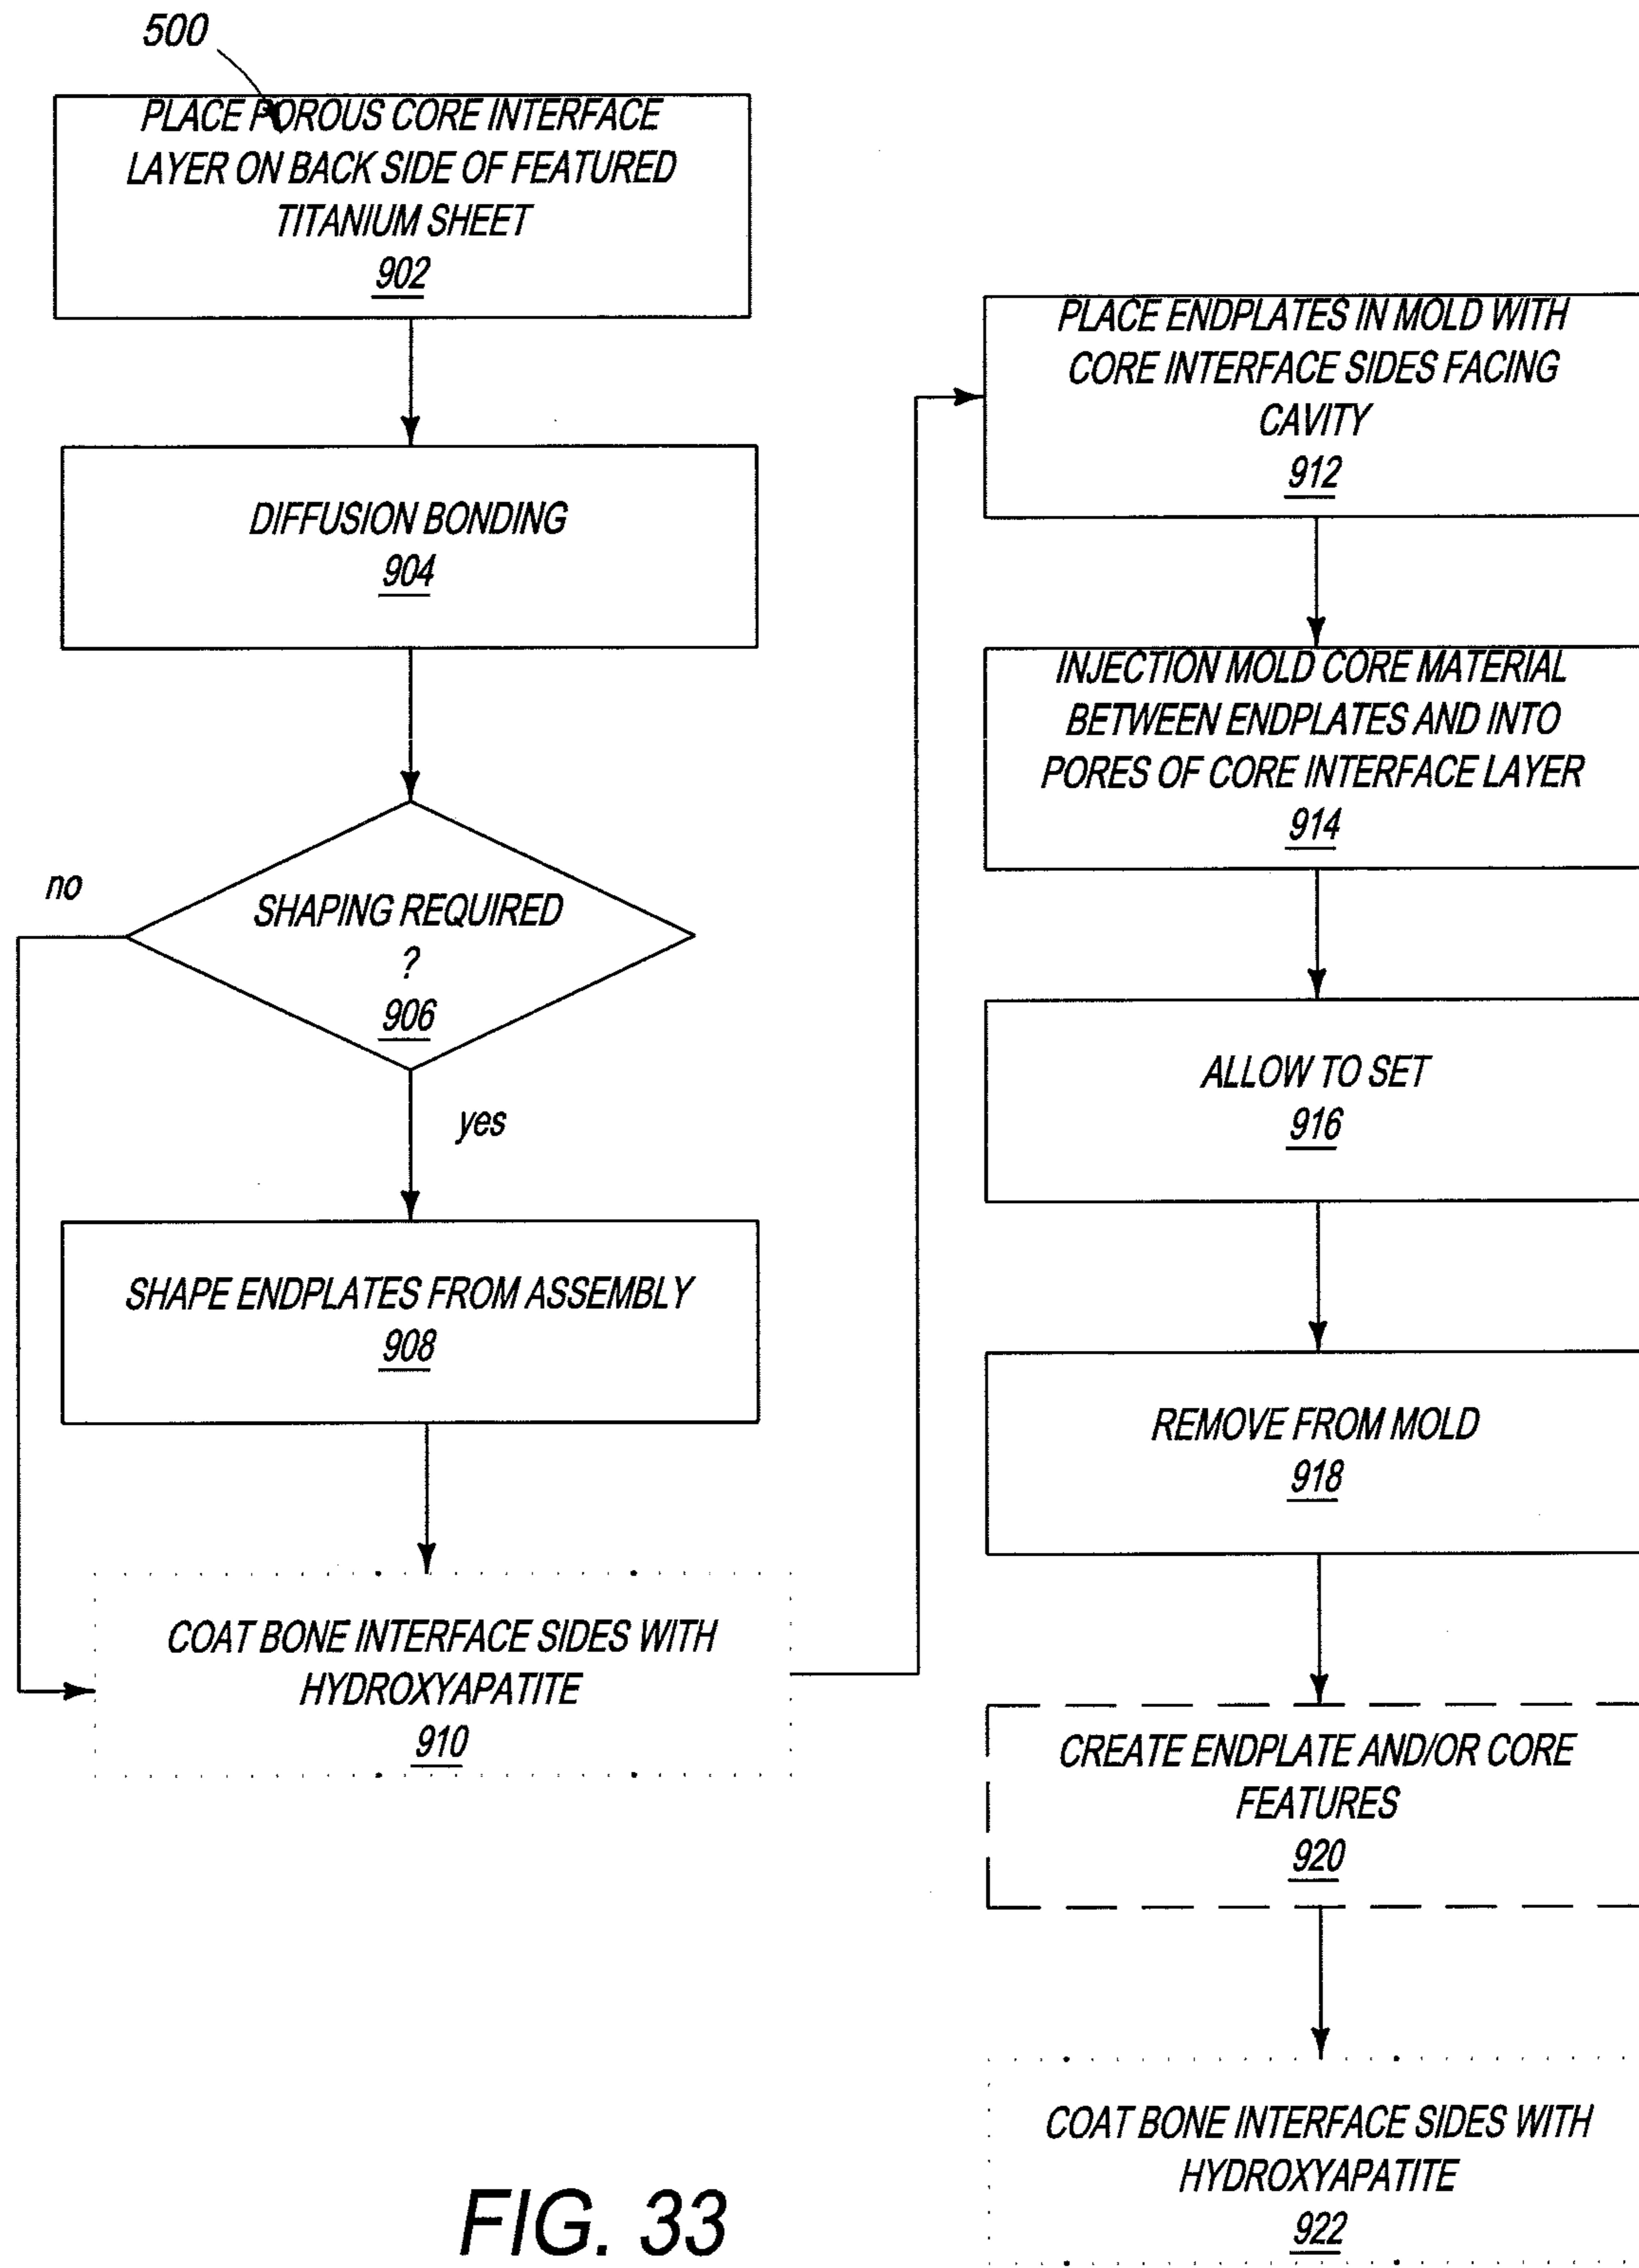 500
PLACE POROUS CORE INTERFACE
LAYER ON BACK SIDE OF FEATURED
TITANIUM SHEET
902
DIFFUSION BONDING
904
no
SHAPING REQUIRED
?
906
yes
SHAPE ENDPLATES FROM ASSEMBLY
908
COAT BONE INTERFACE SIDES WITH
HYDROXYAPATITE
910
PLACE ENDPLATES IN MOLD WITH
CORE INTERFACE SIDES FACING
CAVITY
912
INJECTION MOLD CORE MATERIAL
BETWEEN ENDPLATES AND INTO
PORES OF CORE INTERFACE LAYER
914
ALLOW TO SET
916
REMOVE FROM MOLD
918
CREATE ENDPLATE AND/OR CORE
FEATURES
920
COAT BONE INTERFACE SIDES WITH
HYDROXYAPATITE
922
FIG. 33